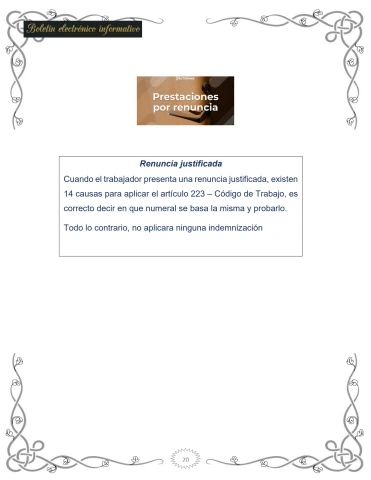 Boletín electrónico informativo
Prestaciones
por renuncia
Renuncia justificada
Cuando el trabajador presenta una renuncia justificada, existen
14 causas para aplicar el artículo 223 – Código de Trabajo, es
correcto decir en que numeral se basa la misma y probarlo.
Todo lo contrario, no aplicara ninguna indemnización
20